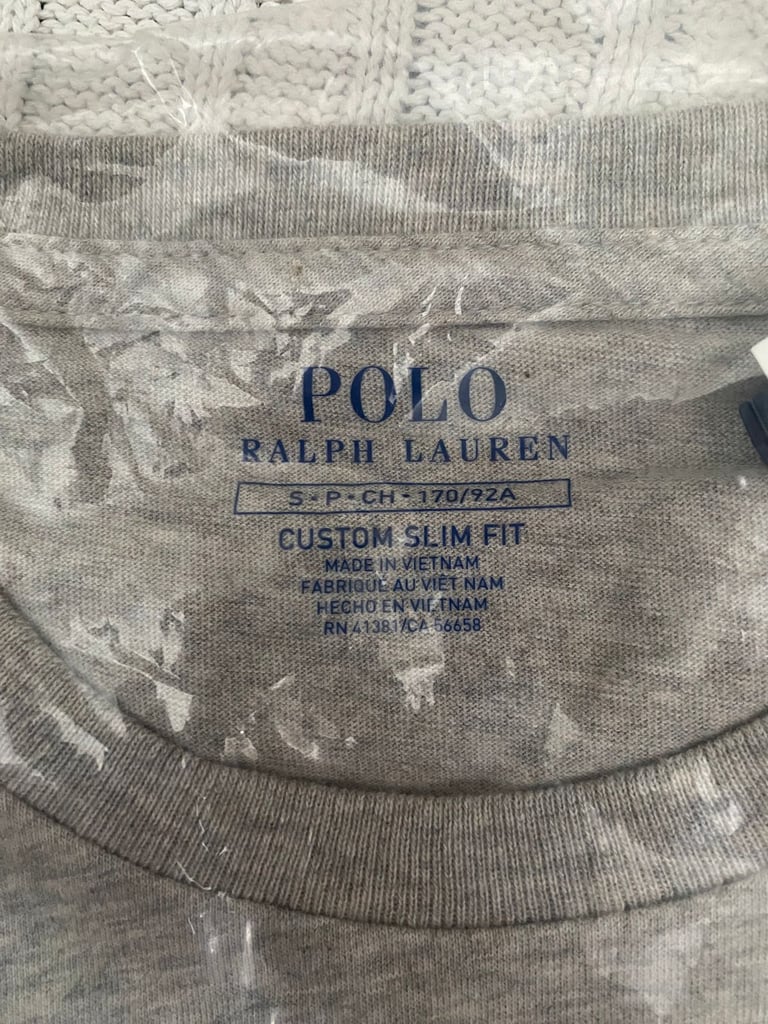 POLO
RALPH LAUREN
S - P - CH - 170/92A
CUSTOM SLIM FIT
MADE IN VIETNAM
FABRIQUÉ AU VIÊT NAM
HECHO EN VIETNAM
RN 41381/CA 56658